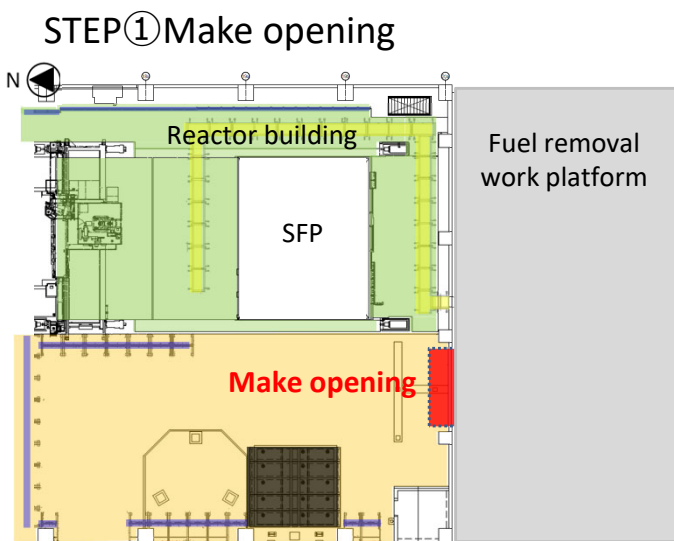 STEP①Make opening
N
Reactor building
Fuel removal
work platform
SFP
Make opening